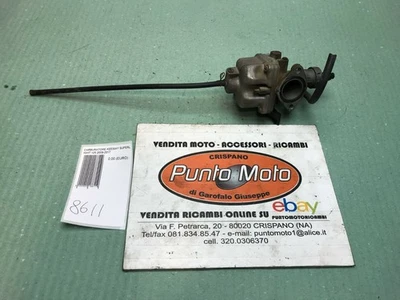 VENDITA MOTO - ACCESSORI - RICAMBI
CRISPANO
Punto Moto
di Garofalo Giuseppe
VENDITA RICAMBI ONLINE SU ebay
PUNTOMOTORICAMBI
Via F. Petrarca, 20 - 80020 CRISPANO (NA)
Tel/fax 081.834.85.47 - e-mail: puntomoto1@alice.it
cell. 320.0306370
8611